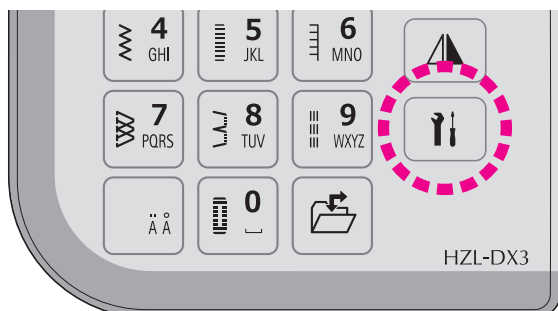 4 5 6
GHI JKL MNO
7 8 9
PQRS TUV WXYZ
Ä Å 0
HZL-DX3